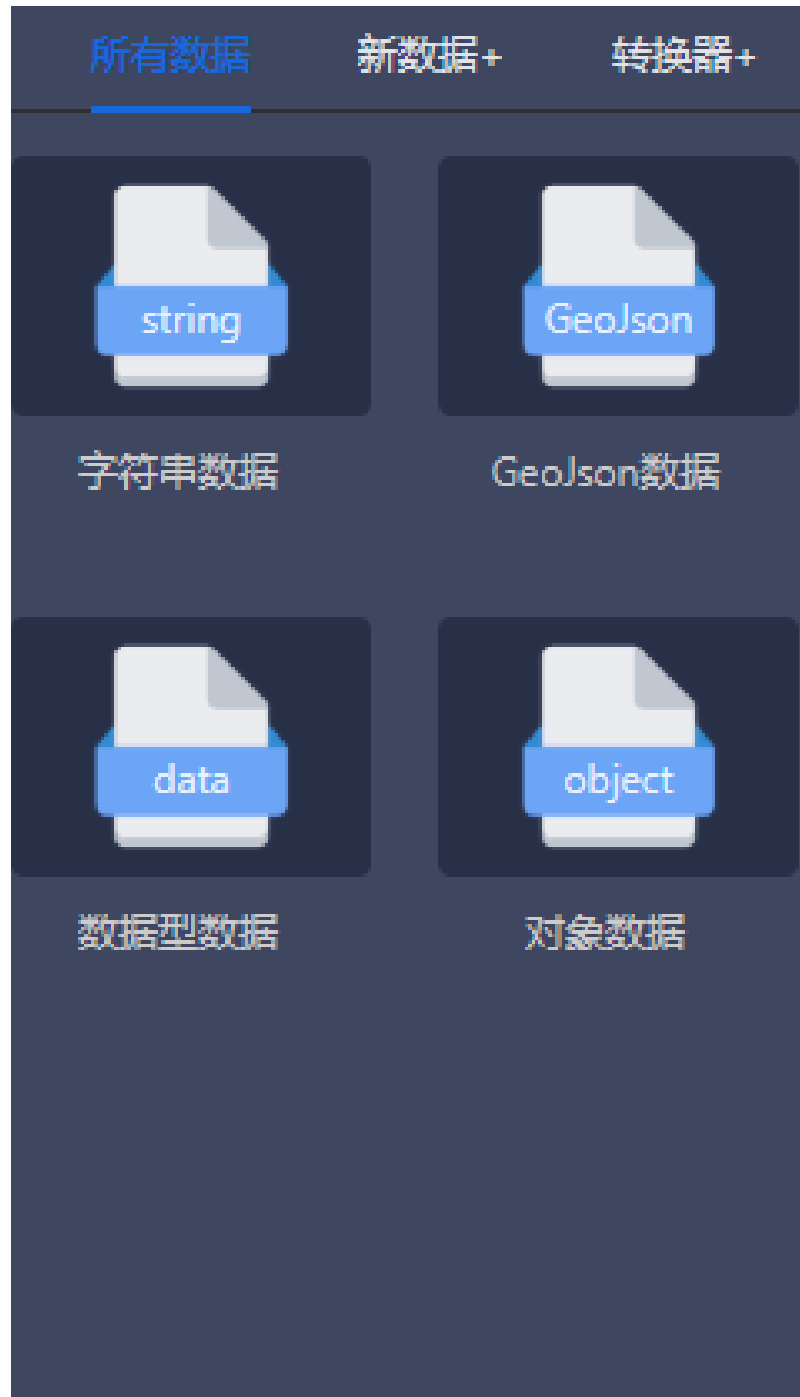 所有数据 新数据+ 转换器+
string GeoJson
字符串数据 GeoJson数据
data object
数据型数据 对象数据